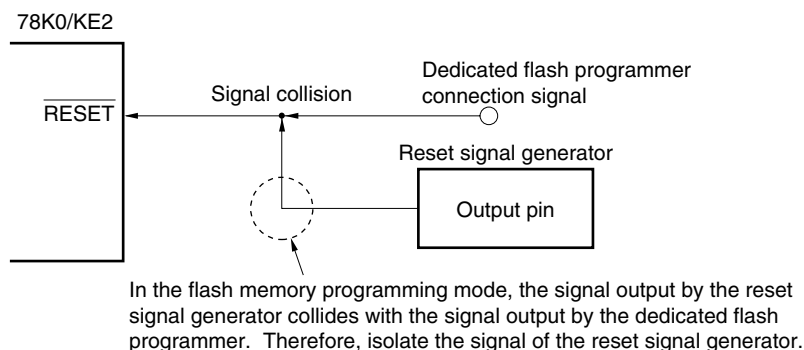 78K0/KE2
Dedicated flash programmer
connection signal
Signal collision
RESET
Reset signal generator
Output pin
In the flash memory programming mode, the signal output by the reset
signal generator collides with the signal output by the dedicated flash
programmer. Therefore, isolate the signal of the reset signal generator.